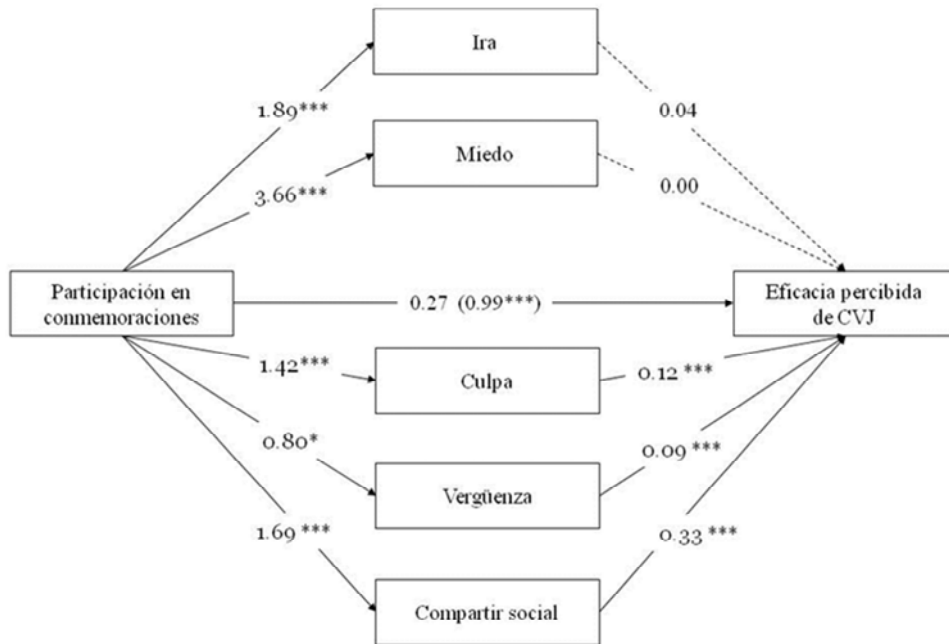 Ira
1.89***
0.04
Miedo
3.66***
0.00
Participación en
conmemoraciones
0.27 (0.99***)
Eficacia percibida
de CVJ
1.42***
Culpa
0.12 ***
0.80*
Vergüenza
0.09 ***
1.69 ***
0.33 ***
Compartir social